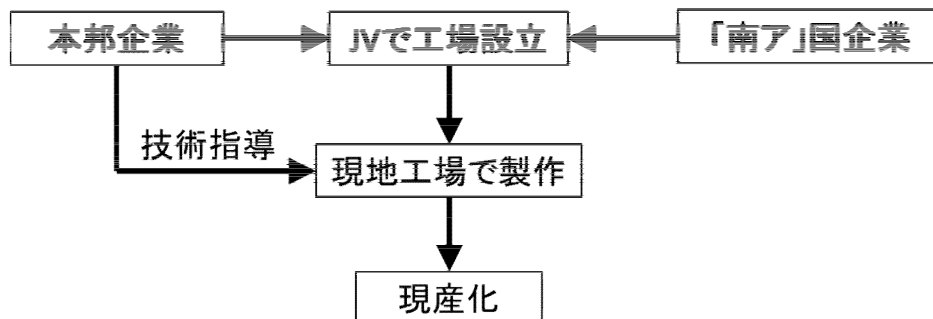 本邦企業
JVで工場設立
「南ア」国企業
技術指導
現地工場で製作
現産化